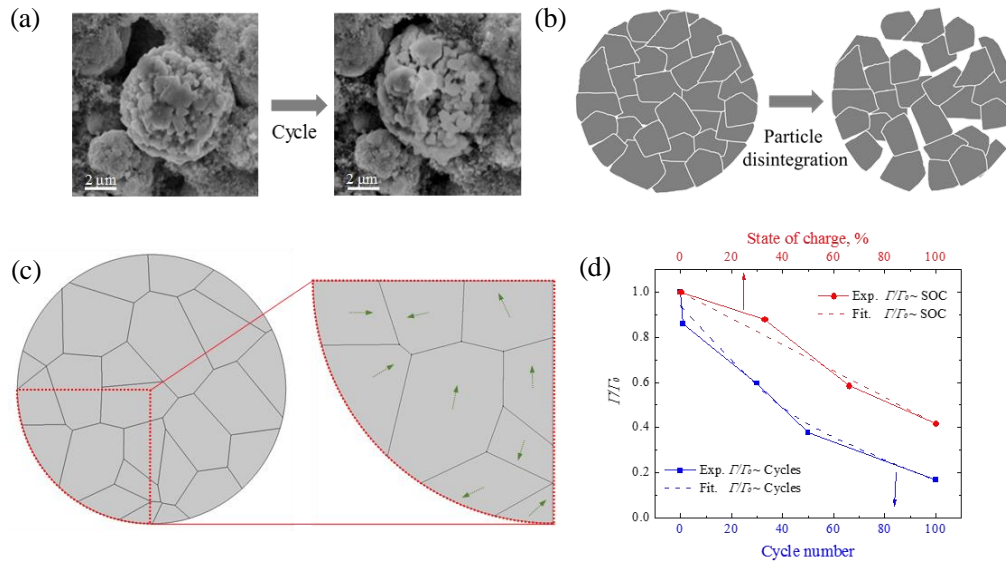 (a)
2 μm
Cycle
2 μm
(b)
Particle
disintegration
(c)
(d)
State of charge, %
0 20 40 60 80 100
1.0
0.8
0.6
0.4
0.2
0.0
Γ/Γ₀
Exp. Γ/Γ₀~ SOC
Fit. Γ/Γ₀~ SOC
Exp. Γ/Γ₀~ Cycles
Fit. Γ/Γ₀~ Cycles
0 20 40 60 80 100
Cycle number